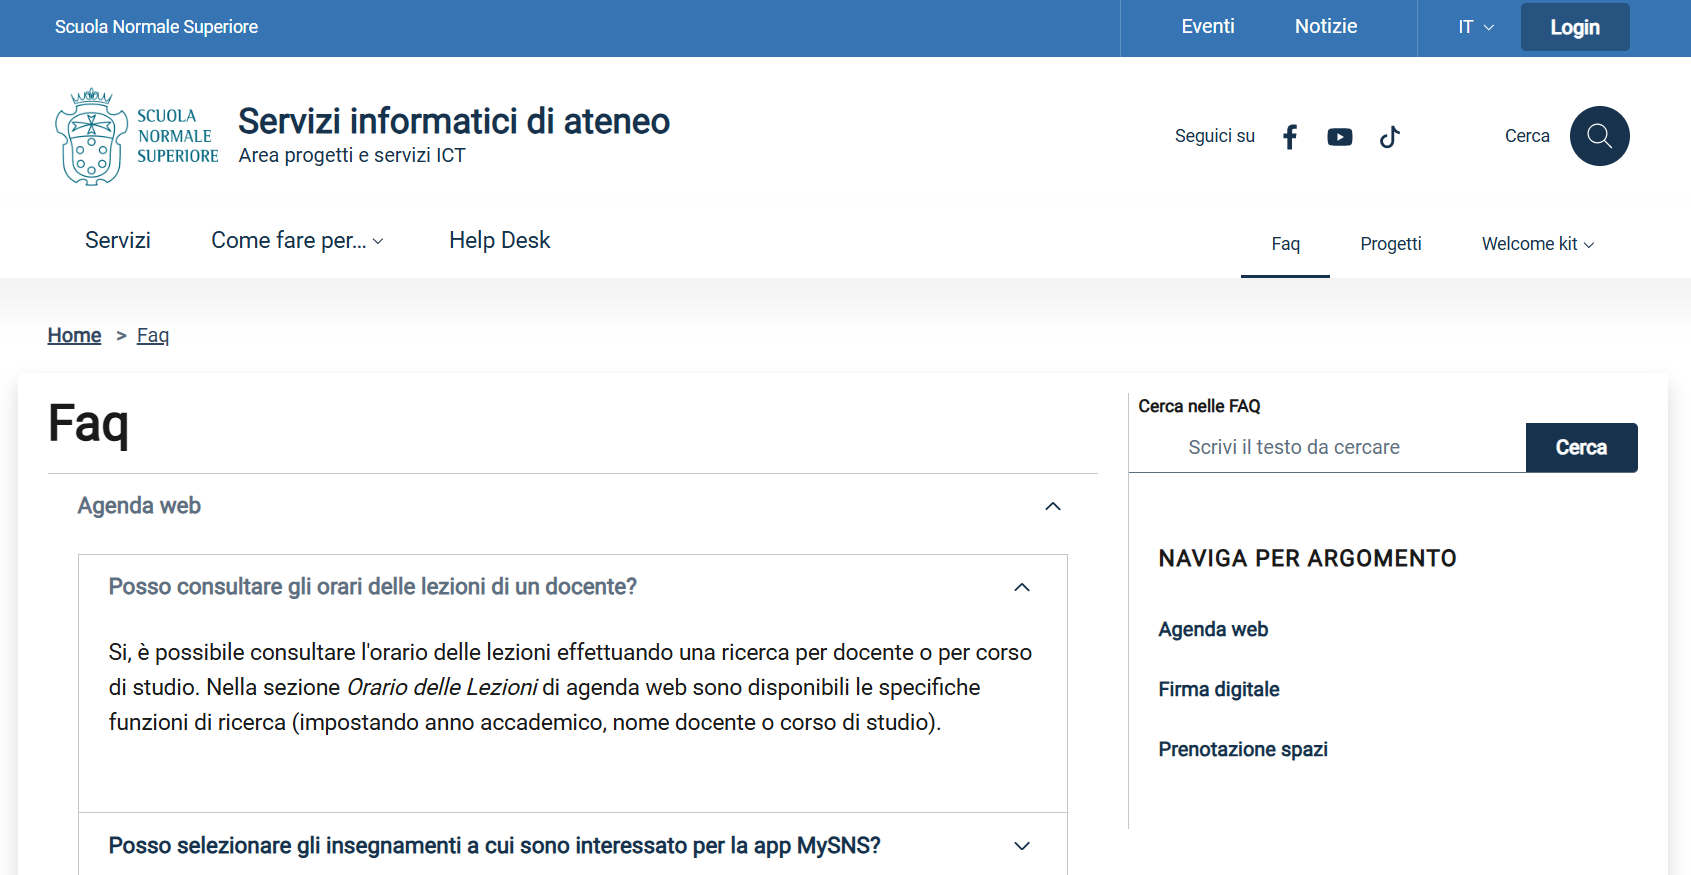 Scuola Normale Superiore
Eventi
Notizie
IT
Login
SCUOLA
NORMALE
SUPERIORE
Servizi informatici di ateneo
Area progetti e servizi ICT
Seguici su
Cerca
Servizi
Come fare per...
Help Desk
Faq
Progetti
Welcome kit
Home > Faq
Faq
Agenda web
Posso consultare gli orari delle lezioni di un docente?
Si, è possibile consultare l'orario delle lezioni effettuando una ricerca per docente o per corso
di studio. Nella sezione Orario delle Lezioni di agenda web sono disponibili le specifiche
funzioni di ricerca (impostando anno accademico, nome docente o corso di studio).
Posso selezionare gli insegnamenti a cui sono interessato per la app MySNS?
Cerca nelle FAQ
Scrivi il testo da cercare
Cerca
NAVIGA PER ARGOMENTO
Agenda web
Firma digitale
Prenotazione spazi